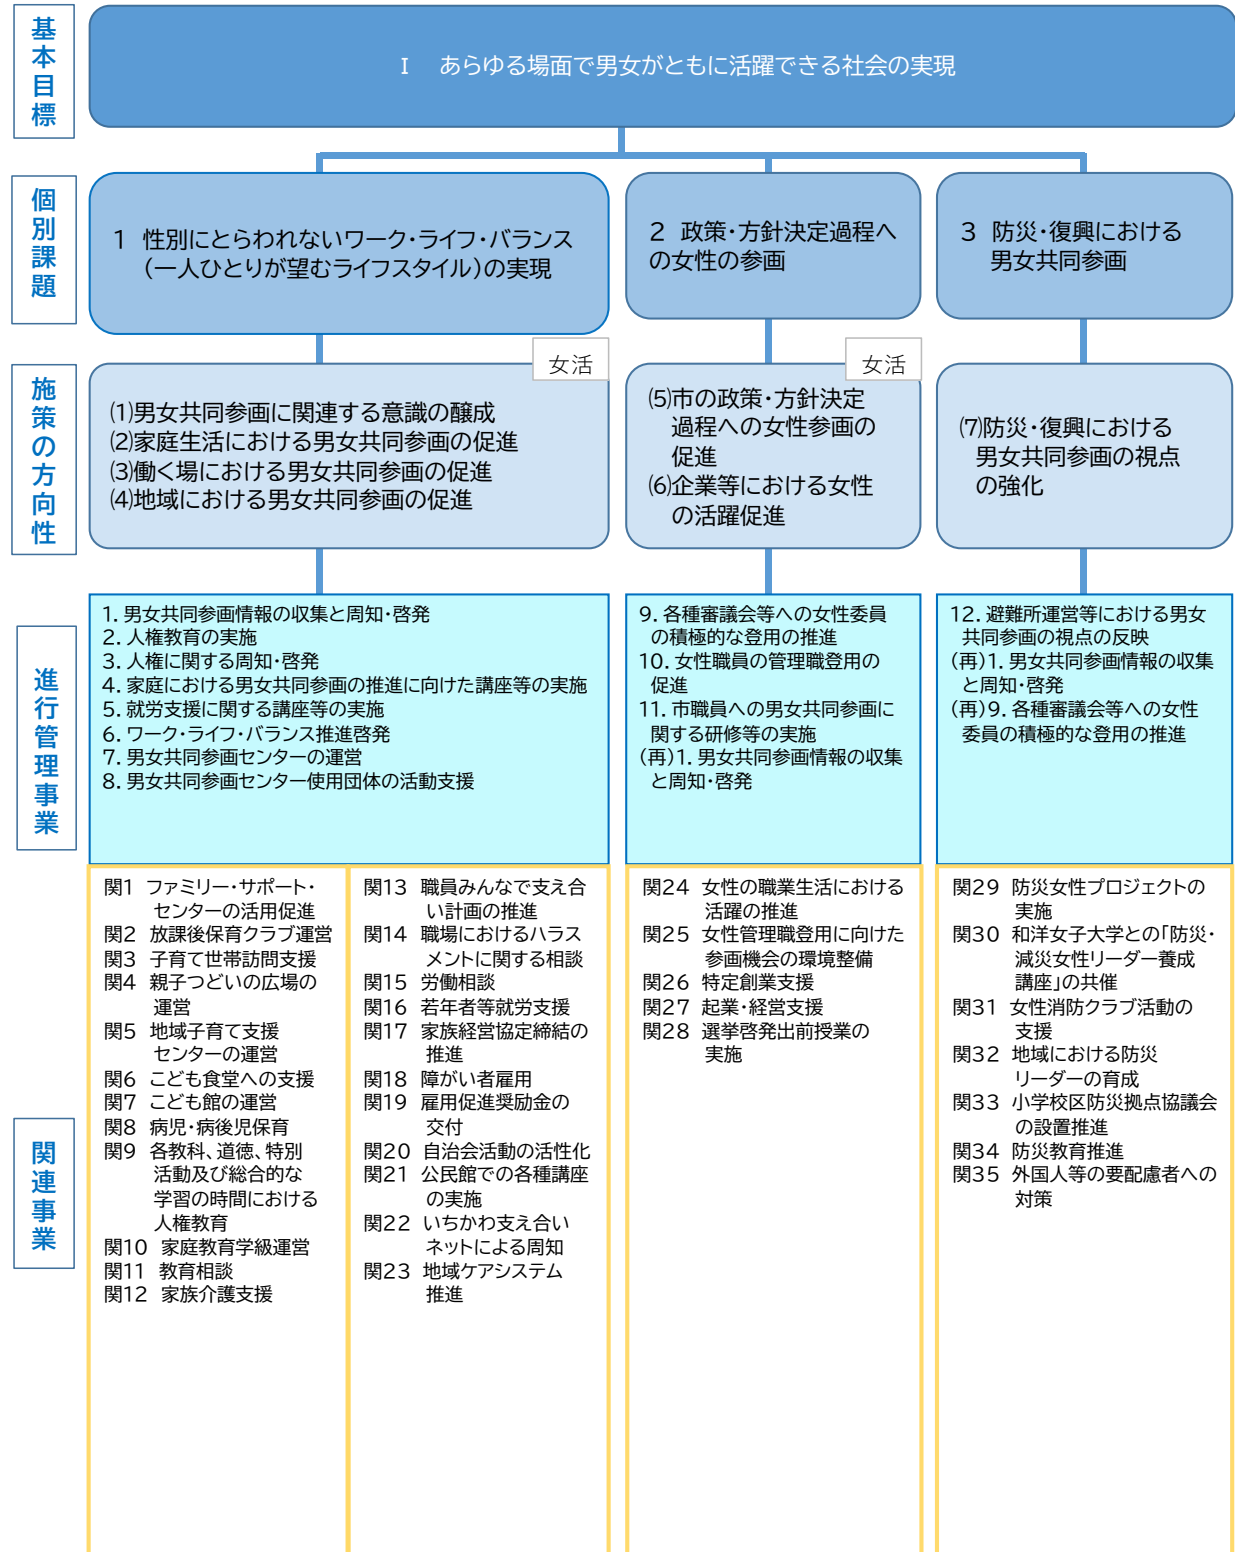 基本目標
Ⅰ　あらゆる場面で男女がともに活躍できる社会の実現
個別課題
1　性別にとらわれないワーク・ライフ・バランス
（一人ひとりが望むライフスタイル）の実現
2　政策・方針決定過程へ
の女性の参画
3　防災・復興における
男女共同参画
施策の方向性
女活
⑴男女共同参画に関連する意識の醸成
⑵家庭生活における男女共同参画の促進
⑶働く場における男女共同参画の促進
⑷地域における男女共同参画の促進
女活
⑸市の政策・方針決定
過程への女性参画の
促進
⑹企業等における女性
の活躍促進
⑺防災・復興における
男女共同参画の視点
の強化
進行管理事業
1．男女共同参画情報の収集と周知・啓発
2．人権教育の実施
3．人権に関する周知・啓発
4．家庭における男女共同参画の推進に向けた講座等の実施
5．就労支援に関する講座等の実施
6．ワーク・ライフ・バランス推進啓発
7．男女共同参画センターの運営
8．男女共同参画センター使用団体の活動支援
9．各種審議会等への女性委員
の積極的な登用の推進
10．女性職員の管理職登用の
促進
11．市職員への男女共同参画に
関する研修等の実施
（再）1．男女共同参画情報の収集
と周知・啓発
12．避難所運営等における男女
共同参画の視点の反映
（再）1．男女共同参画情報の収集
と周知・啓発
（再）9．各種審議会等への女性
委員の積極的な登用の推進
関連事業
関1　ファミリー・サポート・
センターの活用促進
関2　放課後保育クラブ運営
関3　子育て世帯訪問支援
関4　親子つどいの広場の
運営
関5　地域子育て支援
センターの運営
関6　こども食堂への支援
関7　こども館の運営
関8　病児・病後児保育
関9　各教科、道徳、特別
活動及び総合的な
学習の時間における
人権教育
関10　家庭教育学級運営
関11　教育相談
関12　家族介護支援
関13　職員みんなで支え合
い計画の推進
関14　職場におけるハラス
メントに関する相談
関15　労働相談
関16　若年者等就労支援
関17　家族経営協定締結の
推進
関18　障がい者雇用
関19　雇用促進奨励金の
交付
関20　自治会活動の活性化
関21　公民館での各種講座
の実施
関22　いちかわ支え合い
ネットによる周知
関23　地域ケアシステム
推進
関24　女性の職業生活における
活躍の推進
関25　女性管理職登用に向けた
参画機会の環境整備
関26　特定創業支援
関27　起業・経営支援
関28　選挙啓発出前授業の
実施
関29　防災女性プロジェクトの
実施
関30　和洋女子大学との「防災・
減災女性リーダー養成
講座」の共催
関31　女性消防クラブ活動の
支援
関32　地域における防災
リーダーの育成
関33　小学校区防災拠点協議会
の設置推進
関34　防災教育推進
関35　外国人等の要配慮者への
対策